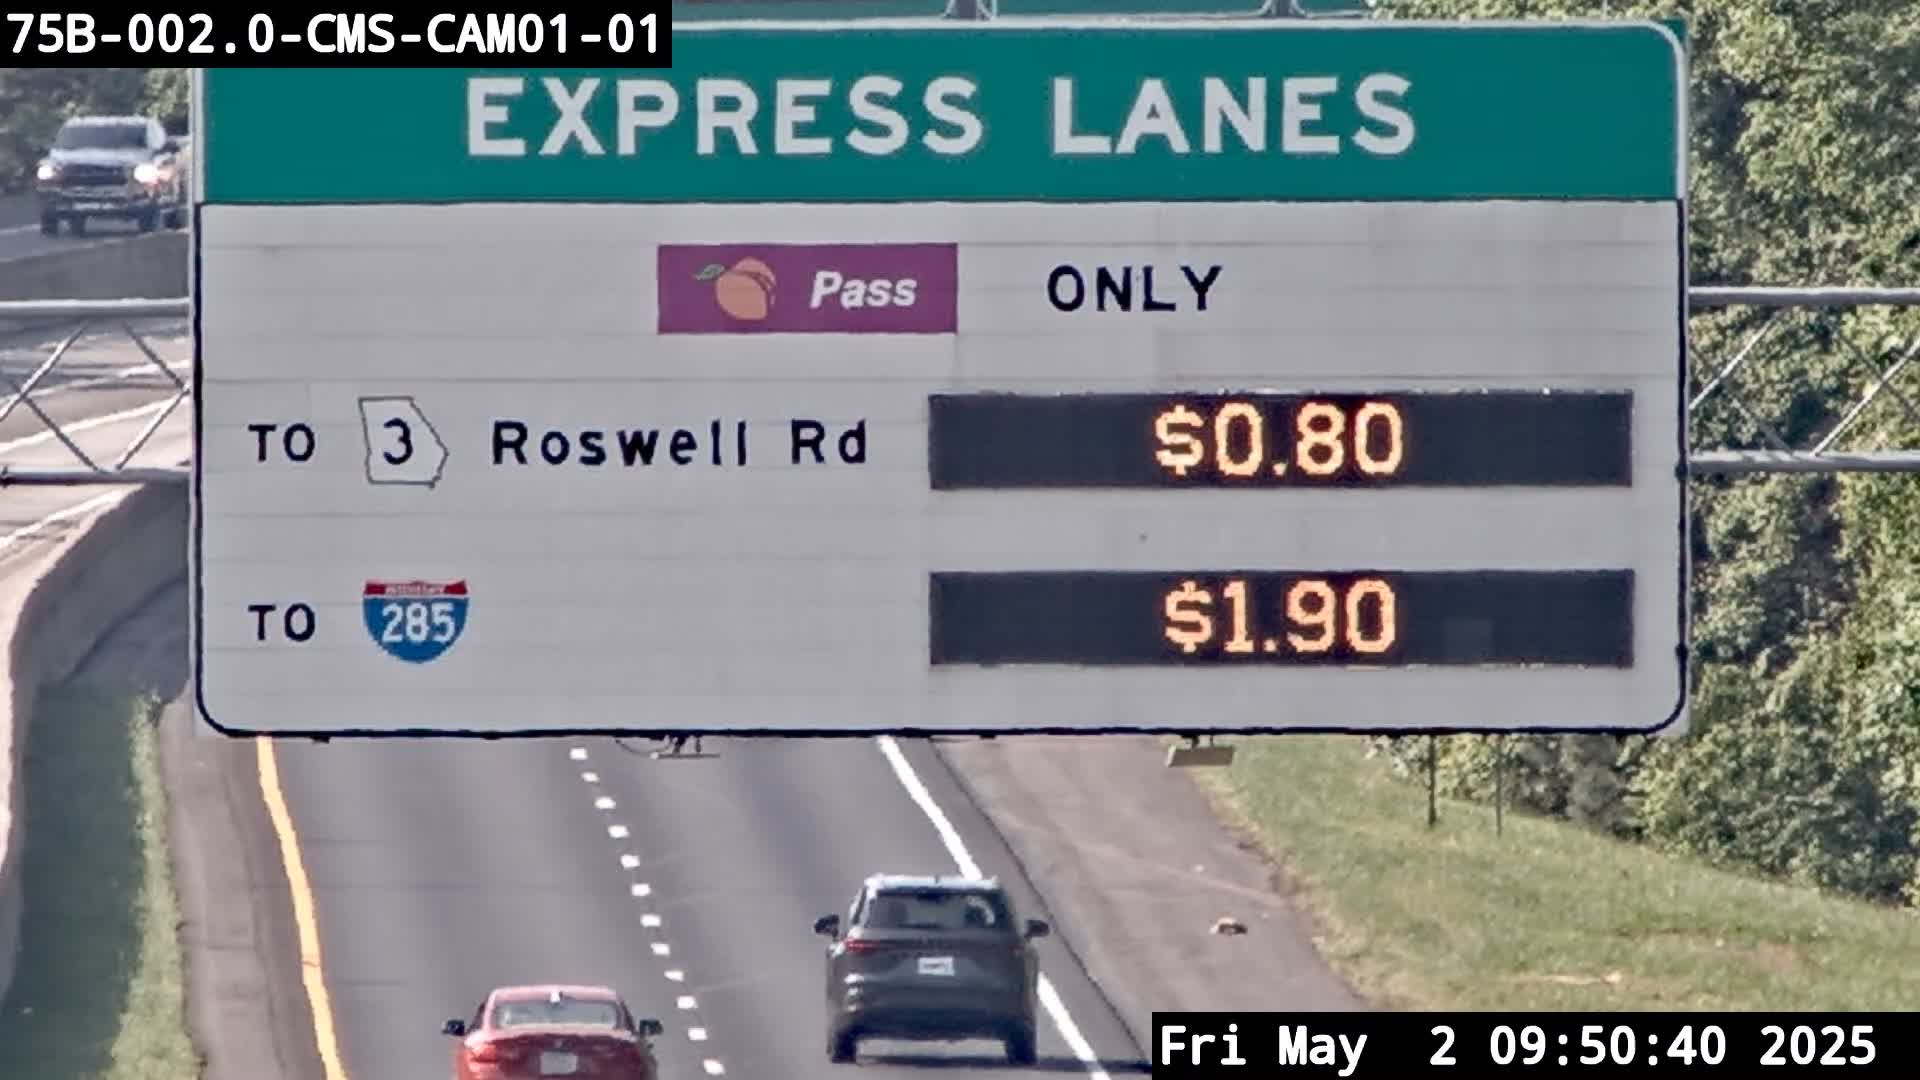 75B-002.0-CMS-CAM01-01
EXPRESS LANES
Pass ONLY
TO 3 Roswell Rd $0.80
TO 285 $1.90
Fri May 2 09:50:40 2025